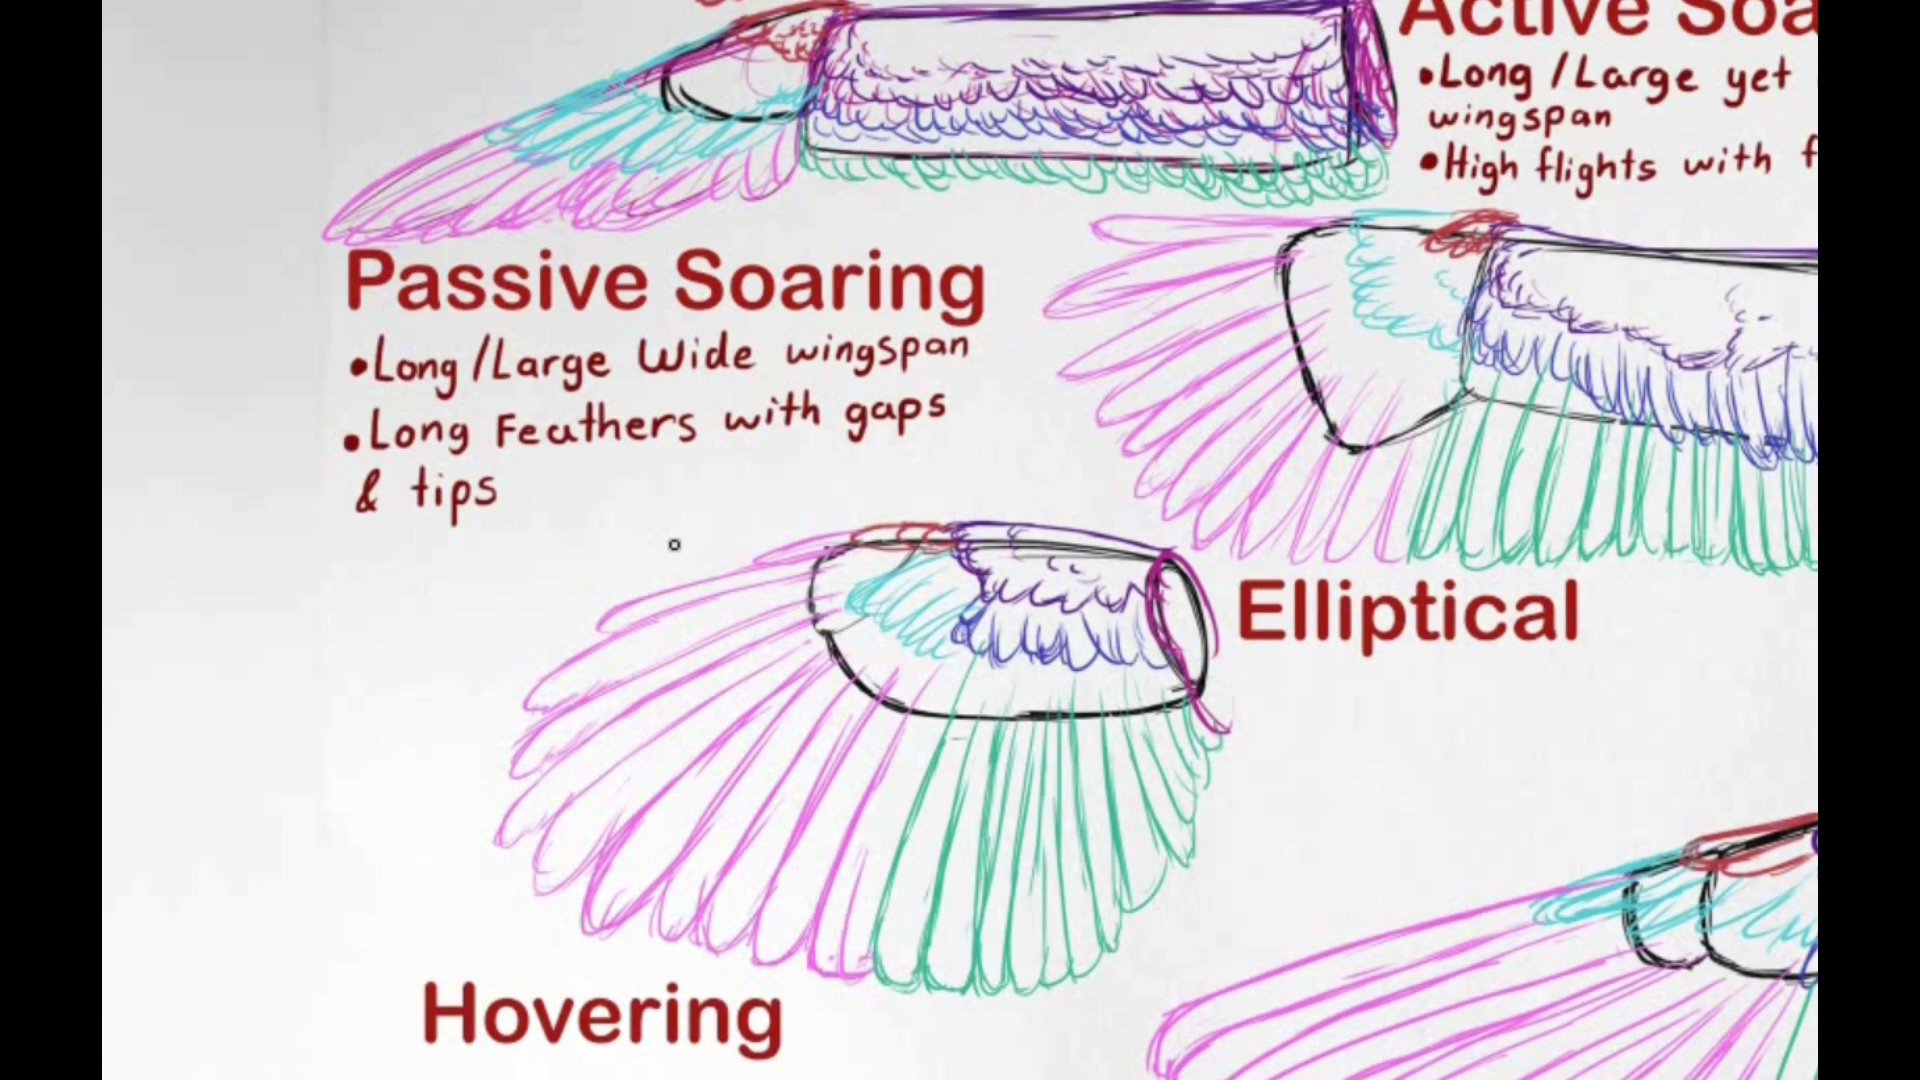 Active Soa
•Long /Large yet
wingspan
•High flights with f
Passive Soaring
•Long/Large Wide wingspan
•Long Feathers with gaps
& tips
Elliptical
Hovering